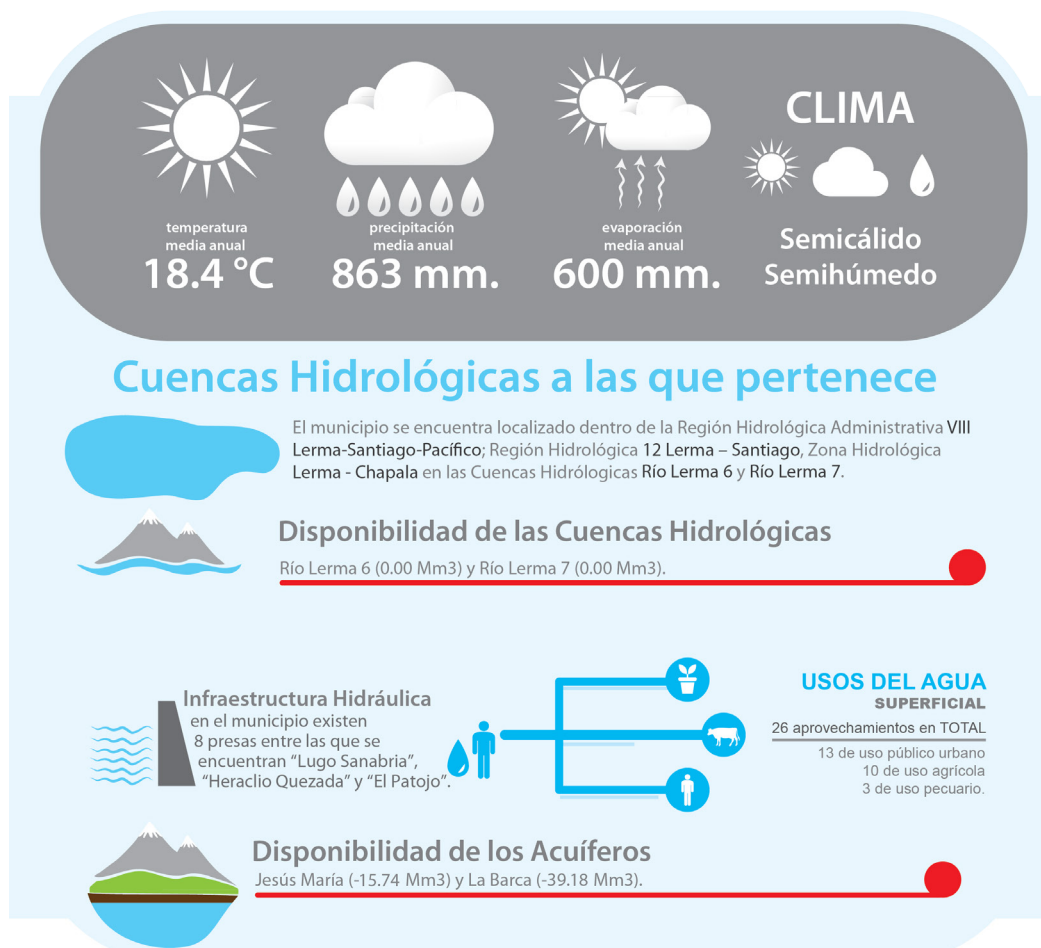 temperatura
media anual
18.4 °C
precipitación
media anual
863 mm.
evaporación
media anual
600 mm.
CLIMA
Semicálido
Semihúmedo
Cuencas Hidrológicas a las que pertenece
El municipio se encuentra localizado dentro de la Región Hidrológica Administrativa VIII
Lerma-Santiago-Pacífico; Región Hidrológica 12 Lerma – Santiago, Zona Hidrológica
Lerma - Chapala en las Cuencas Hidrólogicas Río Lerma 6 y Río Lerma 7.
Disponibilidad de las Cuencas Hidrológicas
Río Lerma 6 (0.00 Mm3) y Río Lerma 7 (0.00 Mm3).
Infraestructura Hidráulica
en el municipio existen
8 presas entre las que se
encuentran “Lugo Sanabria”,
“Heraclio Quezada” y “El Patojo”.
USOS DEL AGUA
SUPERFICIAL
26 aprovechamientos en TOTAL
13 de uso público urbano
10 de uso agrícola
3 de uso pecuario.
Disponibilidad de los Acuíferos
Jesús María (-15.74 Mm3) y La Barca (-39.18 Mm3).